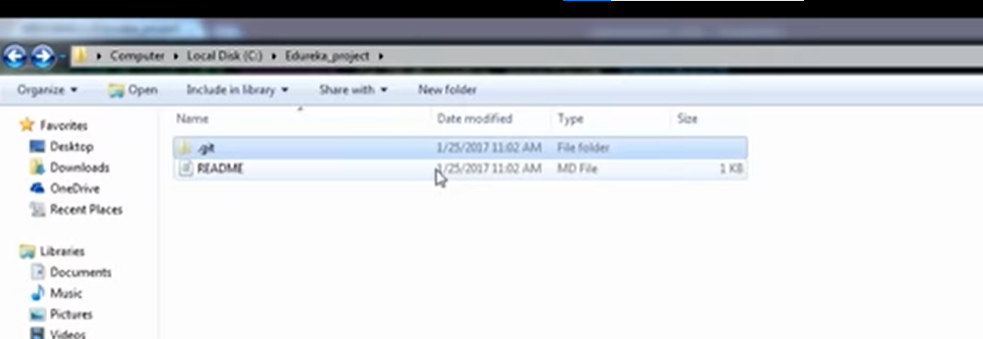 Computer Local Disk (C:) Edureka_project
Organize Open Include in library Share with New folder
Name Date modified Type Size
Favorites
.git 1/25/2017 11:02 AM File folder
Desktop
README 1/25/2017 11:02 AM MD File 1 KB
Downloads
OneDrive
Recent Places
Libraries
Documents
Music
Pictures
Videos